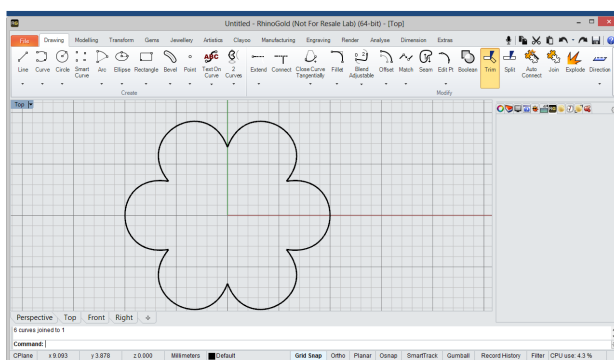 RG Untitled - RhinoGold (Not For Resale Lab) (64-bit) - [Top]
File Drawing Modelling Transform Gems Jewellery Artistics Clayoo Manufacturing Engraving Render Analyse Dimension Extras
Line Curve Circle Smart Curve Arc Ellipse Rectangle Bevel Point Text On Curve 2 Curves Extend Connect Close Curve Tangentially Fillet Blend Adjustable Offset Match Seam Edit Pt Boolean Trim Split Auto Connect Join Explode Direction
Create Modify
Top
Perspective Top Front Right
6 curves joined to 1
Command:
CPlane x 9.093 y 3.878 z 0.000 Millimeters Default Grid Snap Ortho Planar Osnap SmartTrack Gumball Record History Filter CPU use: 4.3 %